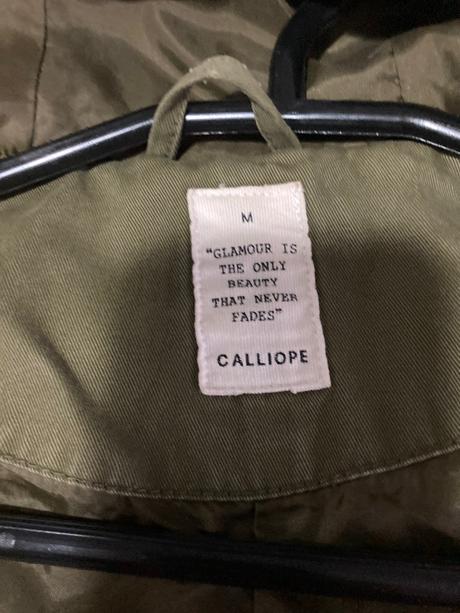 M
"GLAMOUR IS
THE ONLY
BEAUTY
THAT NEVER
FADES"
CALLIOPE